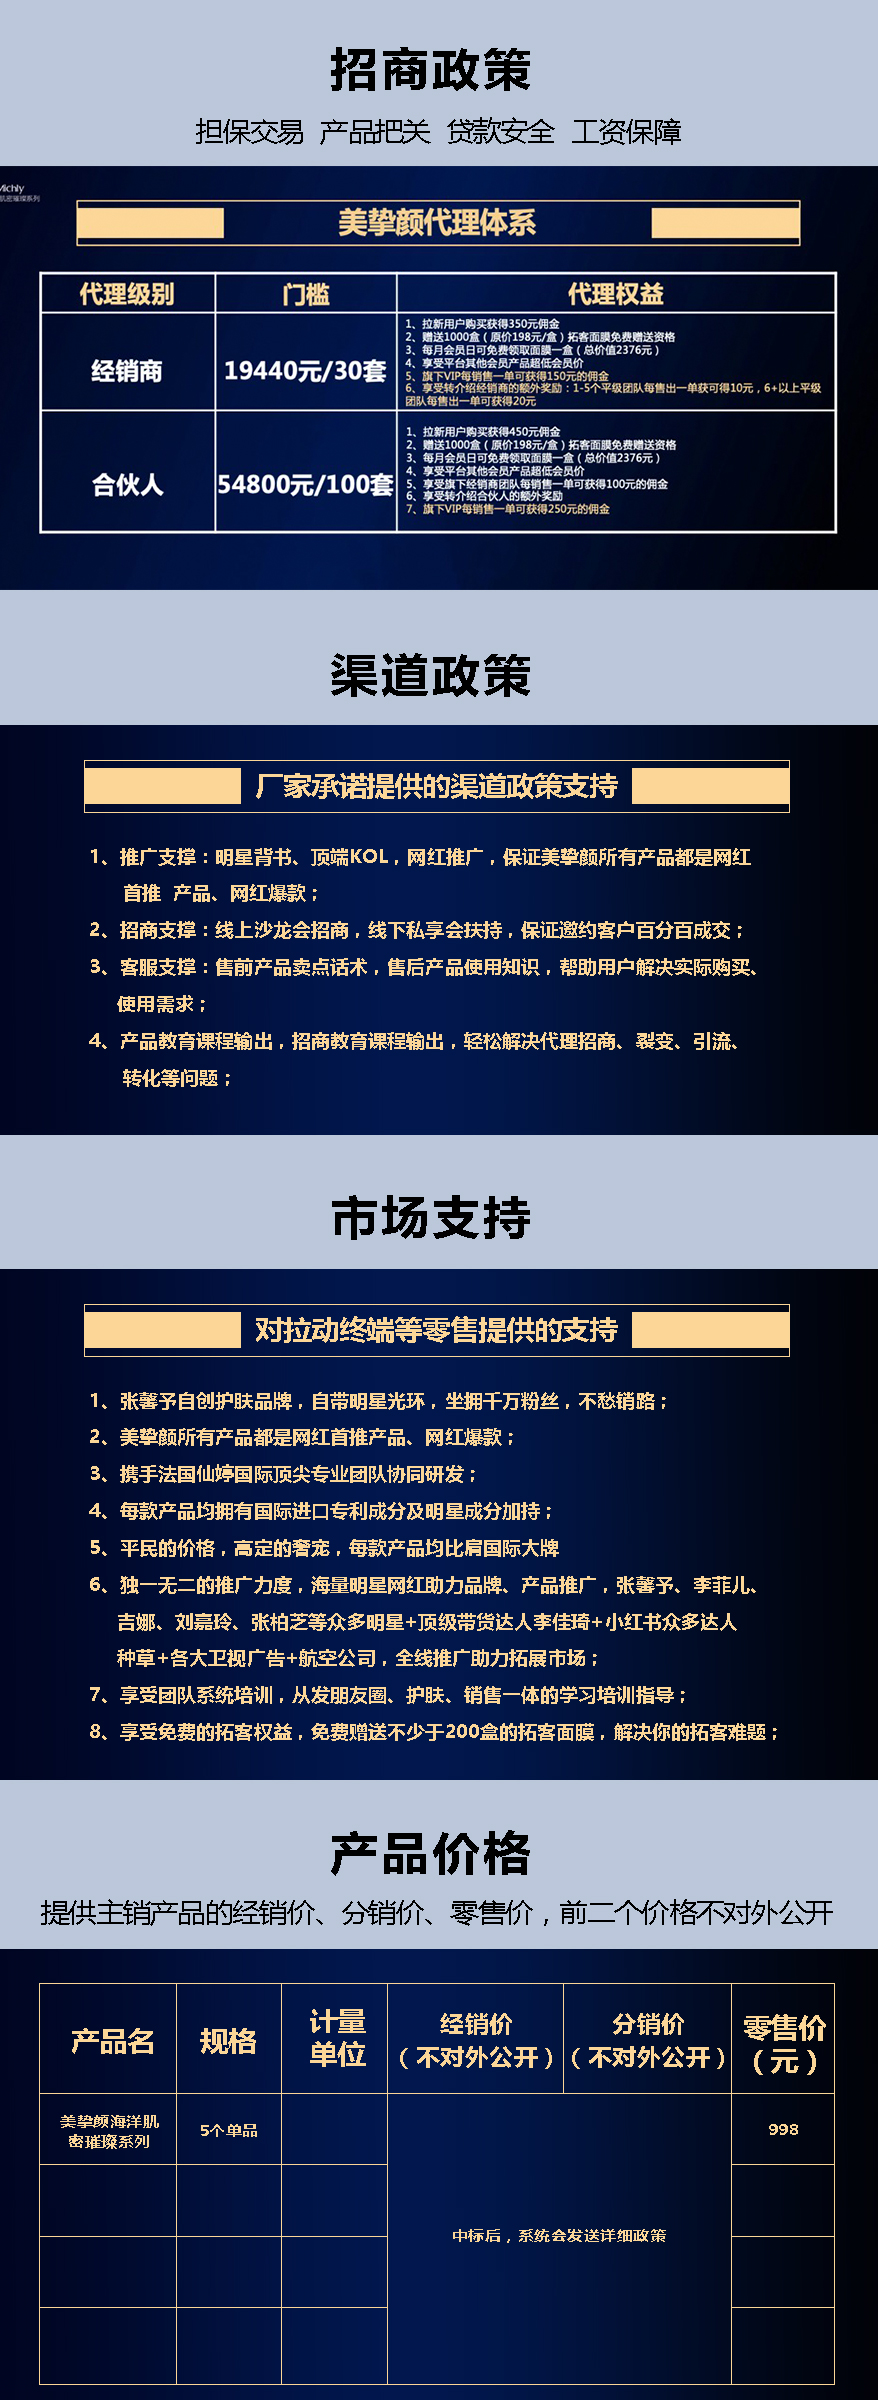 招商政策
担保交易 产品把关 贷款安全 工资保障
Michly
肌密璀璨系列
美挚颜代理体系
代理级别 门槛 代理权益
经销商 19440元/30套
1、拉新用户购买获得350元佣金
2、赠送1000盒（原价198元/盒）拓客面膜免费赠送资格
3、每月会员日可免费领取面膜一盒（总价值2376元）
4、享受平台其他会员产品超低会员价
5、旗下VIP每销售一单可获得150元的佣金
6、享受转介绍经销商的额外奖励：1-5个平级团队每售出一单获可得10元，6+以上平级
团队每售出一单可获得20元
合伙人 54800元/100套
1、拉新用户购买获得450元佣金
2、赠送1000盒（原价198元/盒）拓客面膜免费赠送资格
3、每月会员日可免费领取面膜一盒（总价值2376元）
4、享受平台其他会员产品超低会员价
5、享受旗下经销商团队每销售一单可获得100元的佣金
6、享受转介绍合伙人的额外奖励
7、旗下VIP每销售一单可获得250元的佣金
渠道政策
厂家承诺提供的渠道政策支持
1、推广支撑：明星背书、顶端KOL，网红推广，保证美挚颜所有产品都是网红
首推 产品、网红爆款；
2、招商支撑：线上沙龙会招商，线下私享会扶持，保证邀约客户百分百成交；
3、客服支撑：售前产品卖点话术，售后产品使用知识，帮助用户解决实际购买、
使用需求；
4、产品教育课程输出，招商教育课程输出，轻松解决代理招商、裂变、引流、
转化等问题；
市场支持
对拉动终端等零售提供的支持
1、张馨予自创护肤品牌，自带明星光环，坐拥千万粉丝，不愁销路；
2、美挚颜所有产品都是网红首推产品、网红爆款；
3、携手法国仙婷国际顶尖专业团队协同研发；
4、每款产品均拥有国际进口专利成分及明星成分加持；
5、平民的价格，高定的奢宠，每款产品均比肩国际大牌
6、独一无二的推广力度，海量明星网红助力品牌、产品推广，张馨予、李菲儿、
吉娜、刘嘉玲、张柏芝等众多明星+顶级带货达人李佳琦+小红书众多达人
种草+各大卫视广告+航空公司，全线推广助力拓展市场；
7、享受团队系统培训，从发朋友圈、护肤、销售一体的学习培训指导；
8、享受免费的拓客权益，免费赠送不少于200盒的拓客面膜，解决你的拓客难题；
产品价格
提供主销产品的经销价、分销价、零售价，前二个价格不对外公开
产品名 规格 计量
单位 经销价
（不对外公开） 分销价
（不对外公开） 零售价
（元）
美挚颜海洋肌
密璀璨系列 5个单品 998
中标后，系统会发送详细政策